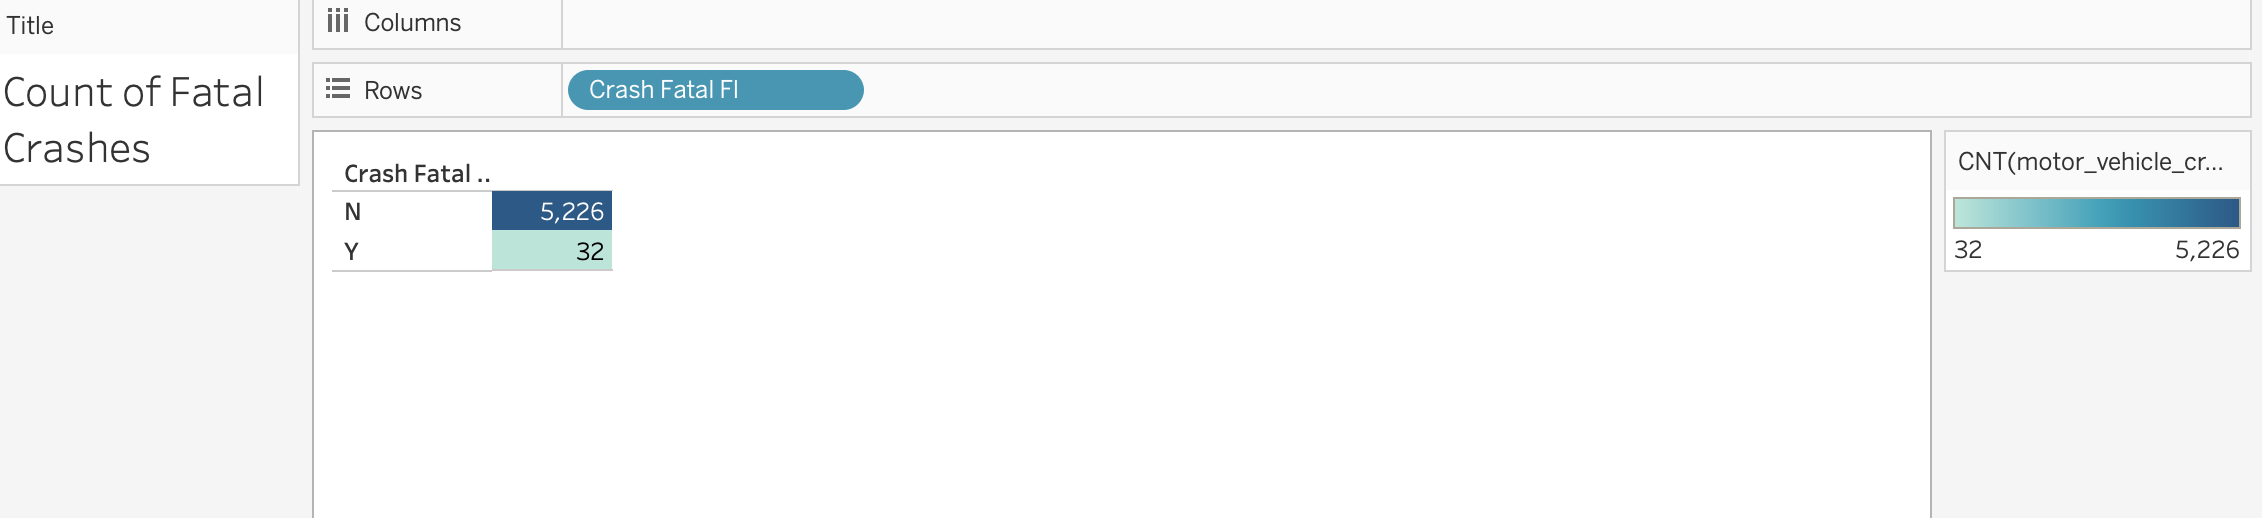 Title
Count of Fatal
Crashes
Columns
Rows
Crash Fatal Fl
Crash Fatal ..
N 5,226
Y 32
CNT(motor_vehicle_cr...
32 5,226